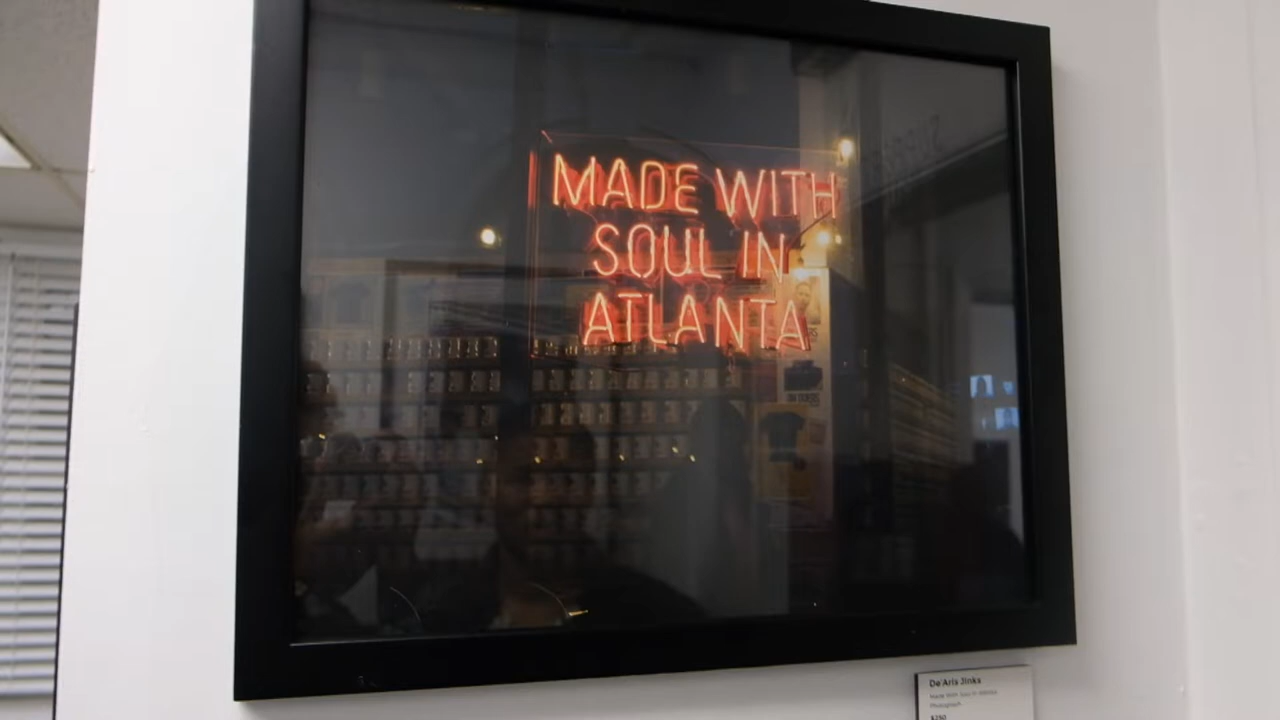 MADE WITH
SOUL IN
ATLANTA
De'Aris Jinks
Made With Soul In Atlanta
Photograph
$250